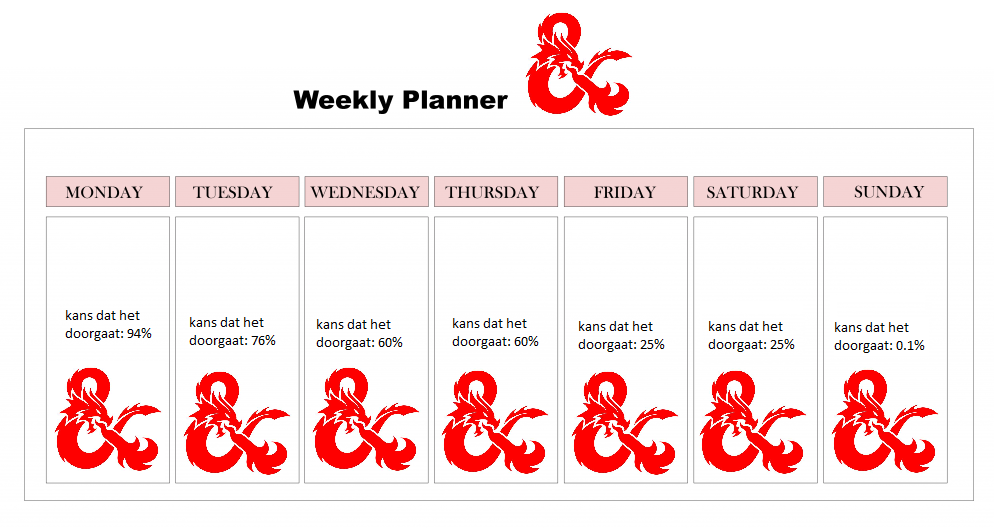 Weekly Planner
MONDAY
TUESDAY
WEDNESDAY
THURSDAY
FRIDAY
SATURDAY
SUNDAY
kans dat het
doorgaat: 94%
kans dat het
doorgaat: 76%
kans dat het
doorgaat: 60%
kans dat het
doorgaat: 60%
kans dat het
doorgaat: 25%
kans dat het
doorgaat: 25%
kans dat het
doorgaat: 0.1%